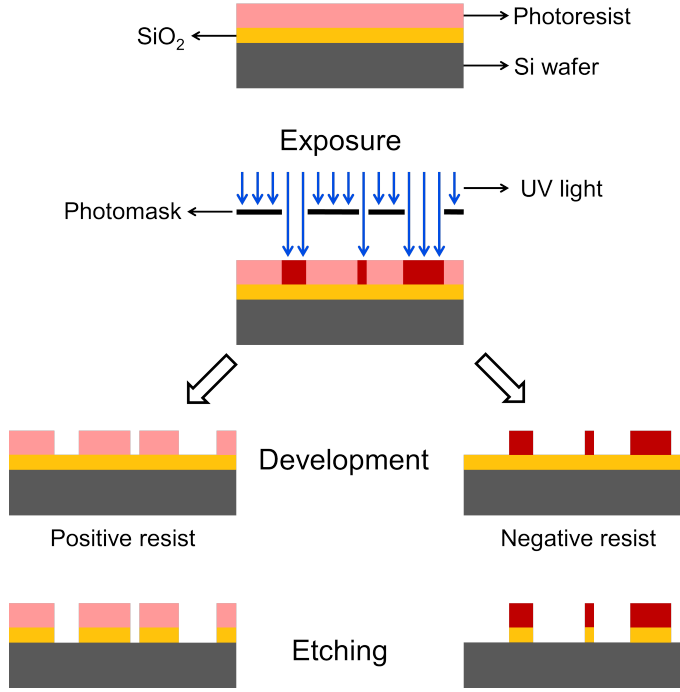 Photoresist
SiO₂
Si wafer
Exposure
UV light
Photomask
Development
Positive resist
Negative resist
Etching